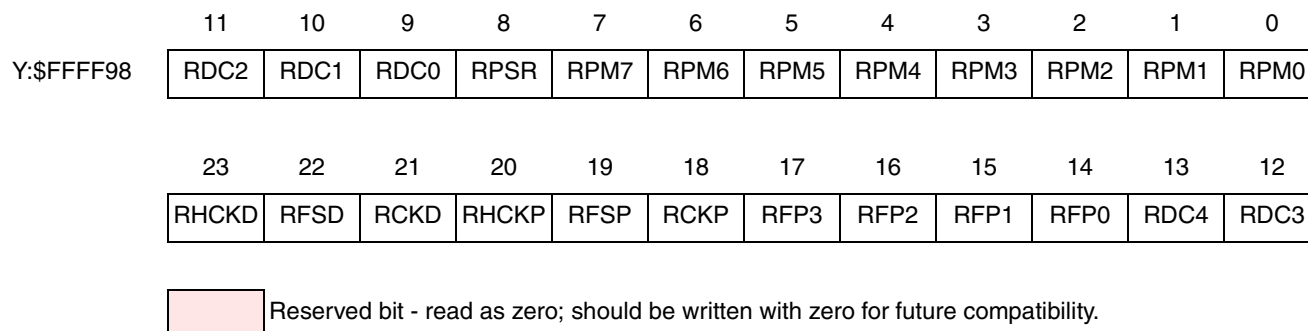 11 10 9 8 7 6 5 4 3 2 1 0
Y:$FFFF98 RDC2 RDC1 RDC0 RPSR RPM7 RPM6 RPM5 RPM4 RPM3 RPM2 RPM1 RPM0
23 22 21 20 19 18 17 16 15 14 13 12
RHCKD RFSD RCKD RHCKP RFSP RCKP RFP3 RFP2 RFP1 RFP0 RDC4 RDC3
Reserved bit - read as zero; should be written with zero for future compatibility.